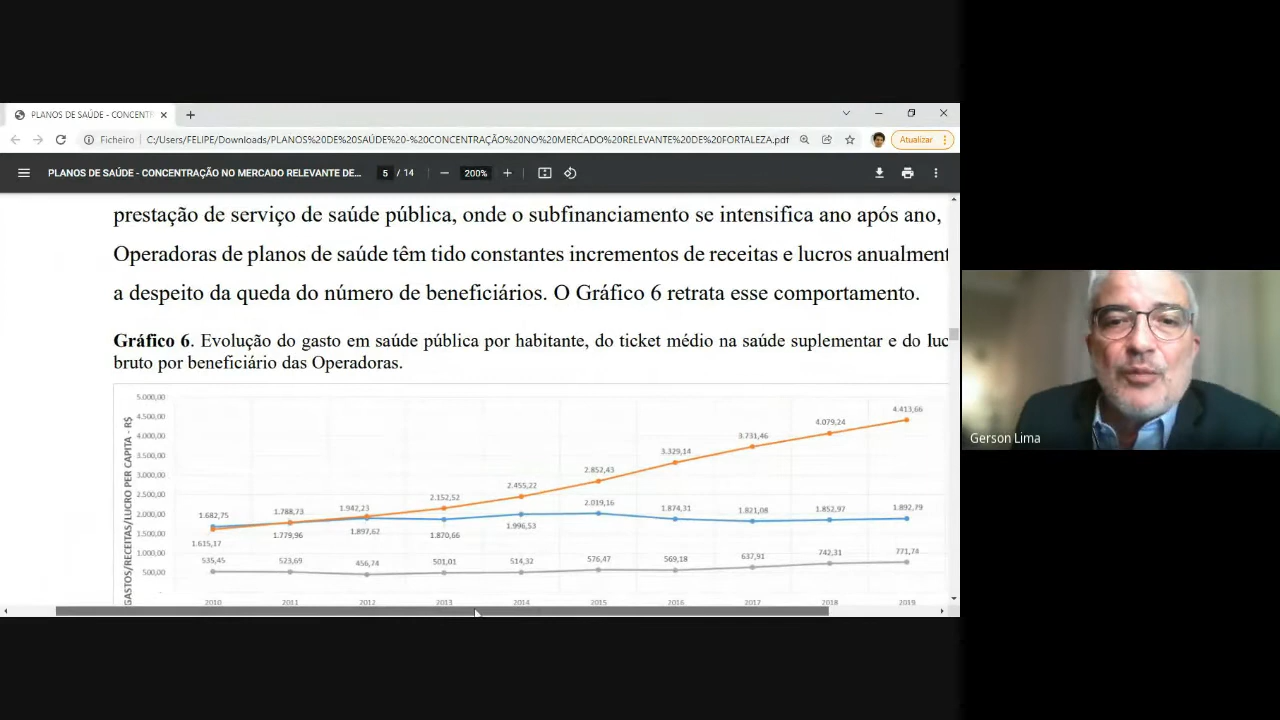 PLANOS DE SAÚDE - CONCENTR
Ficheiro
C:/Users/FELIPE/Downloads/PLANOS%20DE%20SAÚDE%20-%20CONCENTRAÇÃO%20NO%20MERCADO%20RELEVANTE%20DE%20FORTALEZA.pdf
Atualizar
PLANOS DE SAÚDE - CONCENTRAÇÃO NO MERCADO RELEVANTE DE...
5 / 14
200%
prestação de serviço de saúde pública, onde o subfinanciamento se intensifica ano após ano,
Operadoras de planos de saúde têm tido constantes incrementos de receitas e lucros anualment
a despeito da queda do número de beneficiários. O Gráfico 6 retrata esse comportamento.
Gráfico 6. Evolução do gasto em saúde pública por habitante, do ticket médio na saúde suplementar e do luc
bruto por beneficiário das Operadoras.
GASTOS/RECEITAS/LUCRO PER CAPITA - R$
5.000,00
4.500,00
4.000,00
3.500,00
3.000,00
2.500,00
2.000,00
1.500,00
1.000,00
500,00
-
1.615,17 1.788,73 1.942,23 2.152,52 2.455,22 2.852,43 3.329,14 3.731,46 4.079,24 4.413,66
1.682,75 1.779,96 1.897,62 1.870,66 1.996,53 2.019,16 1.874,31 1.821,08 1.852,97 1.892,79
535,45 523,69 456,74 501,01 514,32 576,47 569,18 637,91 742,31 771,74
2010 2011 2012 2013 2014 2015 2016 2017 2018 2019
Gerson Lima